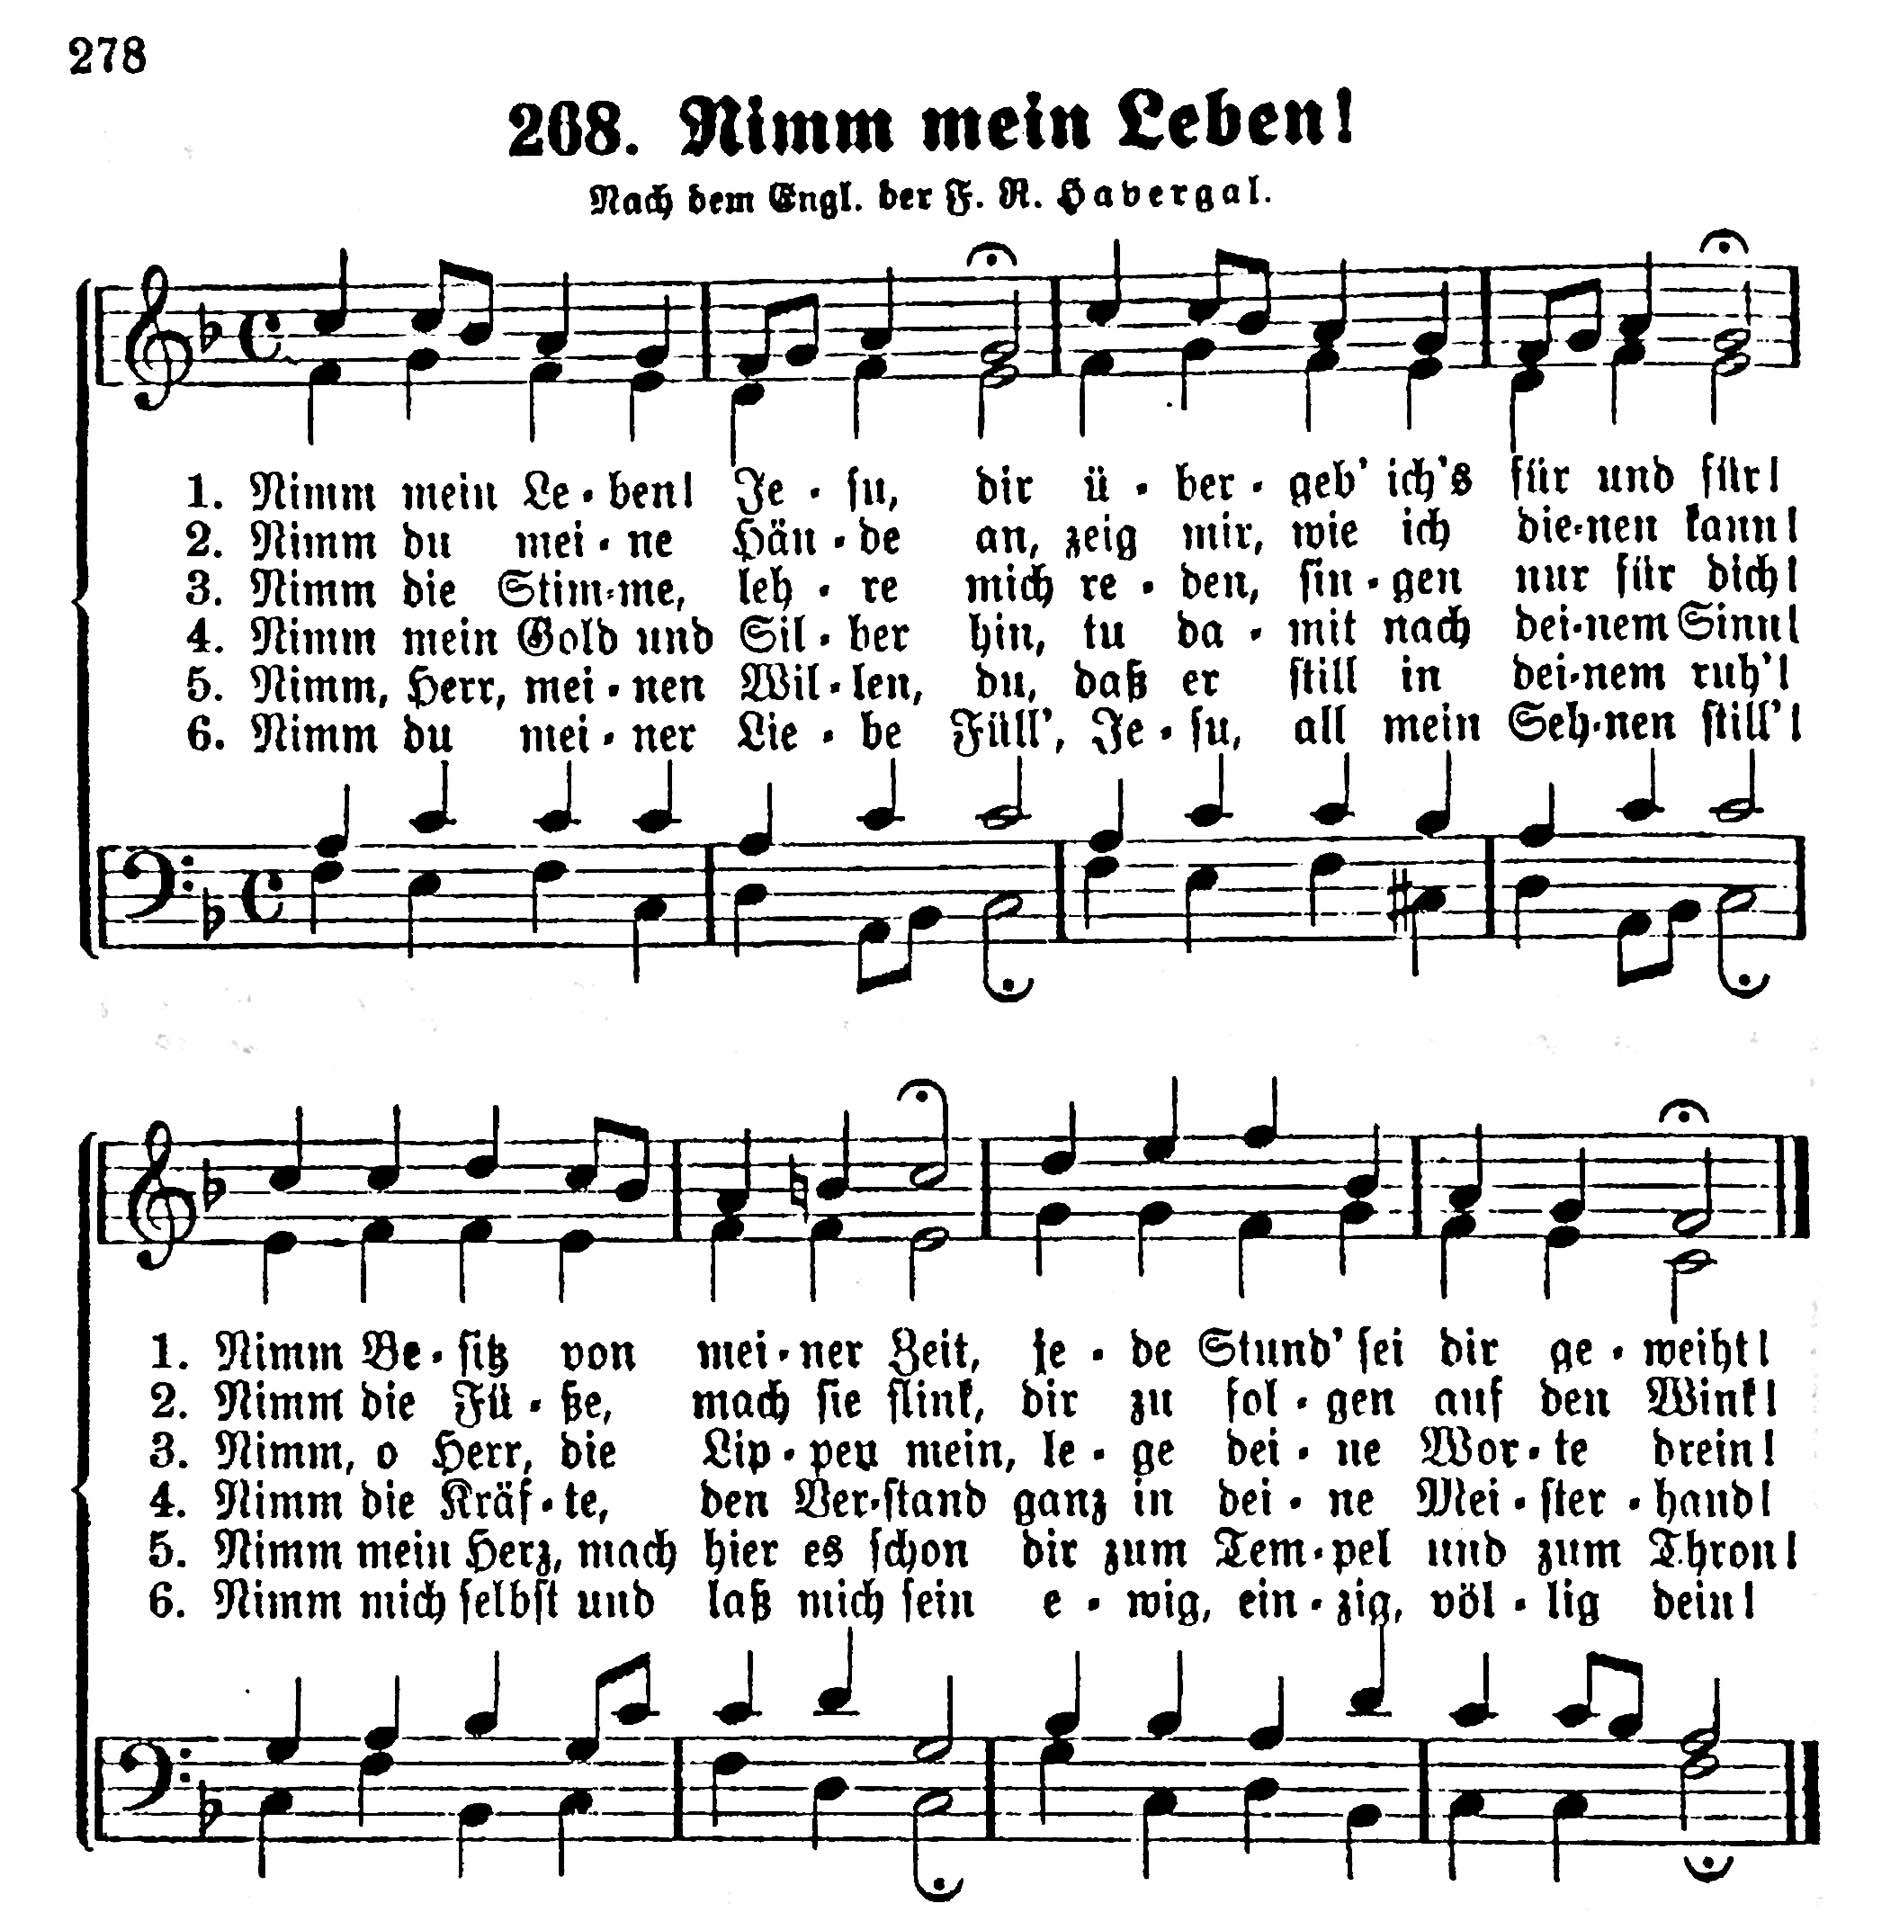 278
268. Nimm mein Leben!
Nach dem Engl. der F. R. Havergal.
1. Nimm mein Le-ben! Je-su, dir ü-ber-geb' ich's für und für!
2. Nimm du mei-ne Hän-de an, zeig mir, wie ich die-nen kann!
3. Nimm die Stim-me, leh-re mich re-den, sin-gen nur für dich!
4. Nimm mein Gold und Sil-ber hin, tu da-mit nach dei-nem Sinn!
5. Nimm, Herr, mei-nen Wil-len, du, daß er still in dei-nem ruh'!
6. Nimm du mei-ner Lie-be Füll', Je-su, all mein Seh-nen still'!
1. Nimm Be-sitz von mei-ner Zeit, je-de Stund' sei dir ge-weiht!
2. Nimm die Fü-ße, mach sie flink, dir zu fol-gen auf den Wink!
3. Nimm, o Herr, die Lip-pen mein, le-ge dei-ne Wor-te drein!
4. Nimm die Kräf-te, den Ver-stand ganz in dei-ne Mei-ster-hand!
5. Nimm mein Herz, mach hier es schon dir zum Tem-pel und zum Thron!
6. Nimm mich selbst und laß mich sein e-wig, ein-zig, völ-lig dein!